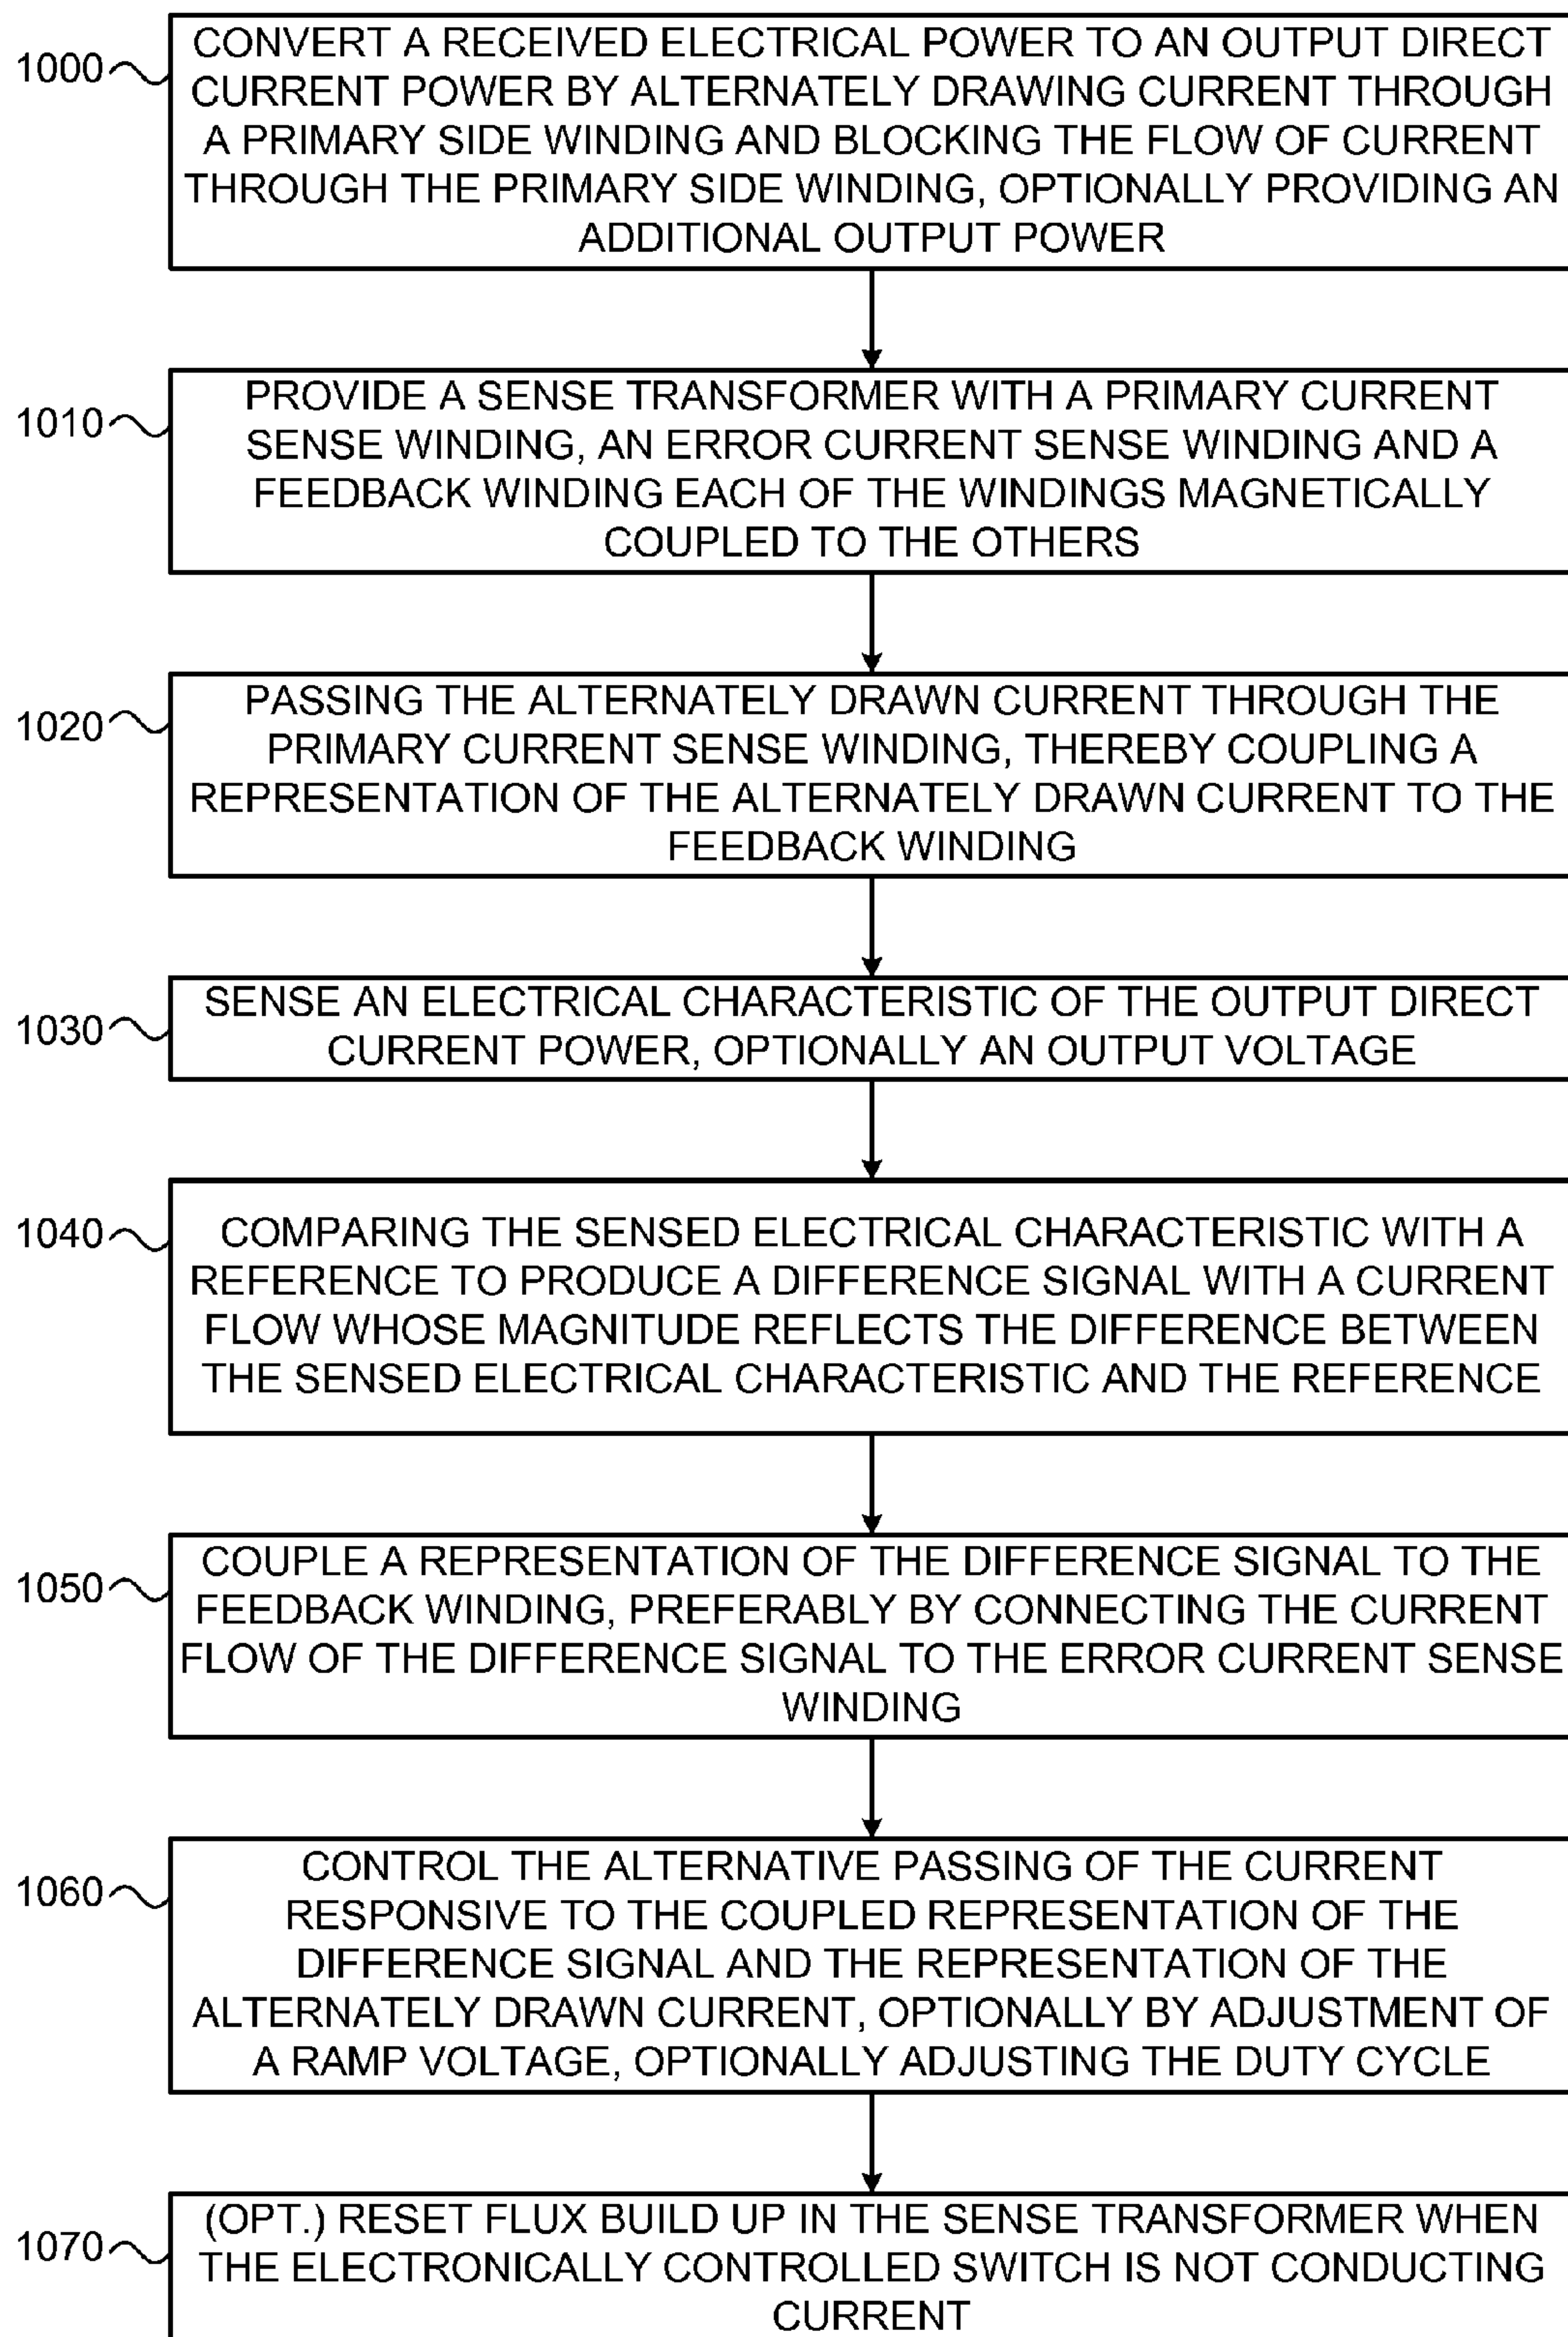 1000
CONVERT A RECEIVED ELECTRICAL POWER TO AN OUTPUT DIRECT
CURRENT POWER BY ALTERNATELY DRAWING CURRENT THROUGH
A PRIMARY SIDE WINDING AND BLOCKING THE FLOW OF CURRENT
THROUGH THE PRIMARY SIDE WINDING, OPTIONALLY PROVIDING AN
ADDITIONAL OUTPUT POWER
1010
PROVIDE A SENSE TRANSFORMER WITH A PRIMARY CURRENT
SENSE WINDING, AN ERROR CURRENT SENSE WINDING AND A
FEEDBACK WINDING EACH OF THE WINDINGS MAGNETICALLY
COUPLED TO THE OTHERS
1020
PASSING THE ALTERNATELY DRAWN CURRENT THROUGH THE
PRIMARY CURRENT SENSE WINDING, THEREBY COUPLING A
REPRESENTATION OF THE ALTERNATELY DRAWN CURRENT TO THE
FEEDBACK WINDING
1030
SENSE AN ELECTRICAL CHARACTERISTIC OF THE OUTPUT DIRECT
CURRENT POWER, OPTIONALLY AN OUTPUT VOLTAGE
1040
COMPARING THE SENSED ELECTRICAL CHARACTERISTIC WITH A
REFERENCE TO PRODUCE A DIFFERENCE SIGNAL WITH A CURRENT
FLOW WHOSE MAGNITUDE REFLECTS THE DIFFERENCE BETWEEN
THE SENSED ELECTRICAL CHARACTERISTIC AND THE REFERENCE
1050
COUPLE A REPRESENTATION OF THE DIFFERENCE SIGNAL TO THE
FEEDBACK WINDING, PREFERABLY BY CONNECTING THE CURRENT
FLOW OF THE DIFFERENCE SIGNAL TO THE ERROR CURRENT SENSE
WINDING
1060
CONTROL THE ALTERNATIVE PASSING OF THE CURRENT
RESPONSIVE TO THE COUPLED REPRESENTATION OF THE
DIFFERENCE SIGNAL AND THE REPRESENTATION OF THE
ALTERNATELY DRAWN CURRENT, OPTIONALLY BY ADJUSTMENT OF
A RAMP VOLTAGE, OPTIONALLY ADJUSTING THE DUTY CYCLE
1070
(OPT.) RESET FLUX BUILD UP IN THE SENSE TRANSFORMER WHEN
THE ELECTRONICALLY CONTROLLED SWITCH IS NOT CONDUCTING
CURRENT